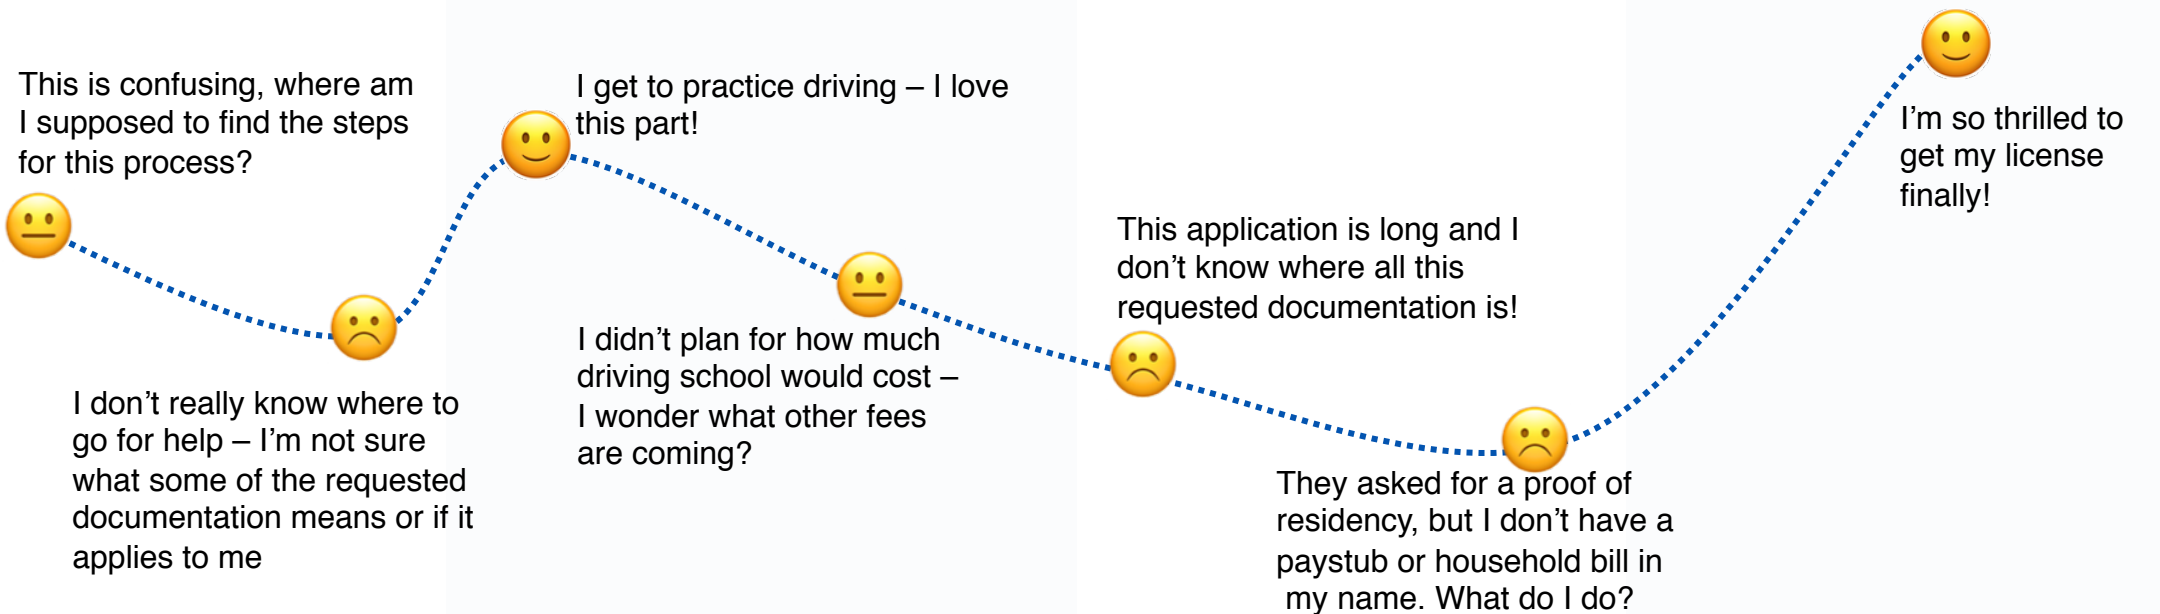 This is confusing, where am
I supposed to find the steps
for this process?
I don’t really know where to
go for help – I’m not sure
what some of the requested
documentation means or if it
applies to me
I get to practice driving – I love
this part!
I didn’t plan for how much
driving school would cost –
I wonder what other fees
are coming?
This application is long and I
don’t know where all this
requested documentation is!
They asked for a proof of
residency, but I don’t have a
paystub or household bill in
my name. What do I do?
I’m so thrilled to
get my license
finally!